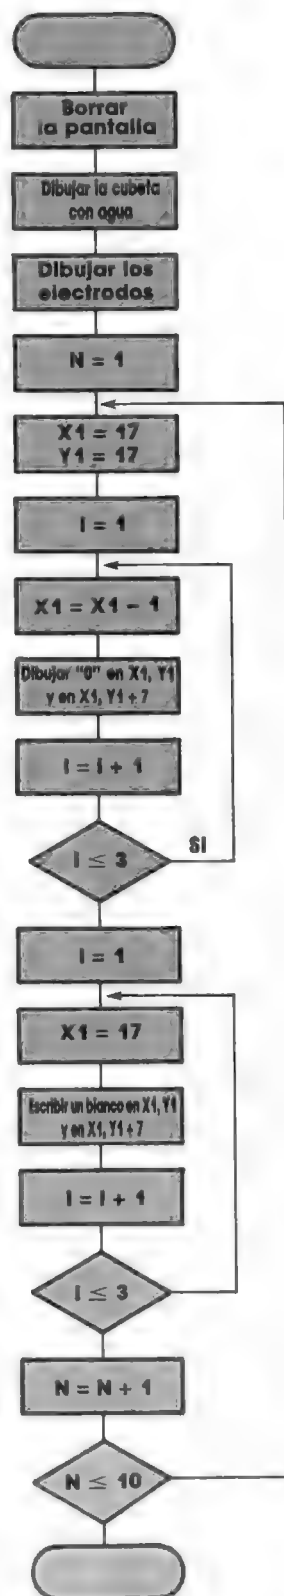 Borrar
la pantalla
Dibujar la cubeta
con agua
Dibujar los
electrodos
N = 1
X1 = 17
Y1 = 17
I = 1
X1 = X1 - 1
Dibujar "0" en X1, Y1
y en X1, Y1 + 7
I = I + 1
I ≤ 3
SI
I = 1
X1 = 17
Escribir un blanco en X1, Y1
y en X1, Y1 + 7
I = I + 1
I ≤ 3
N = N + 1
N ≤ 10